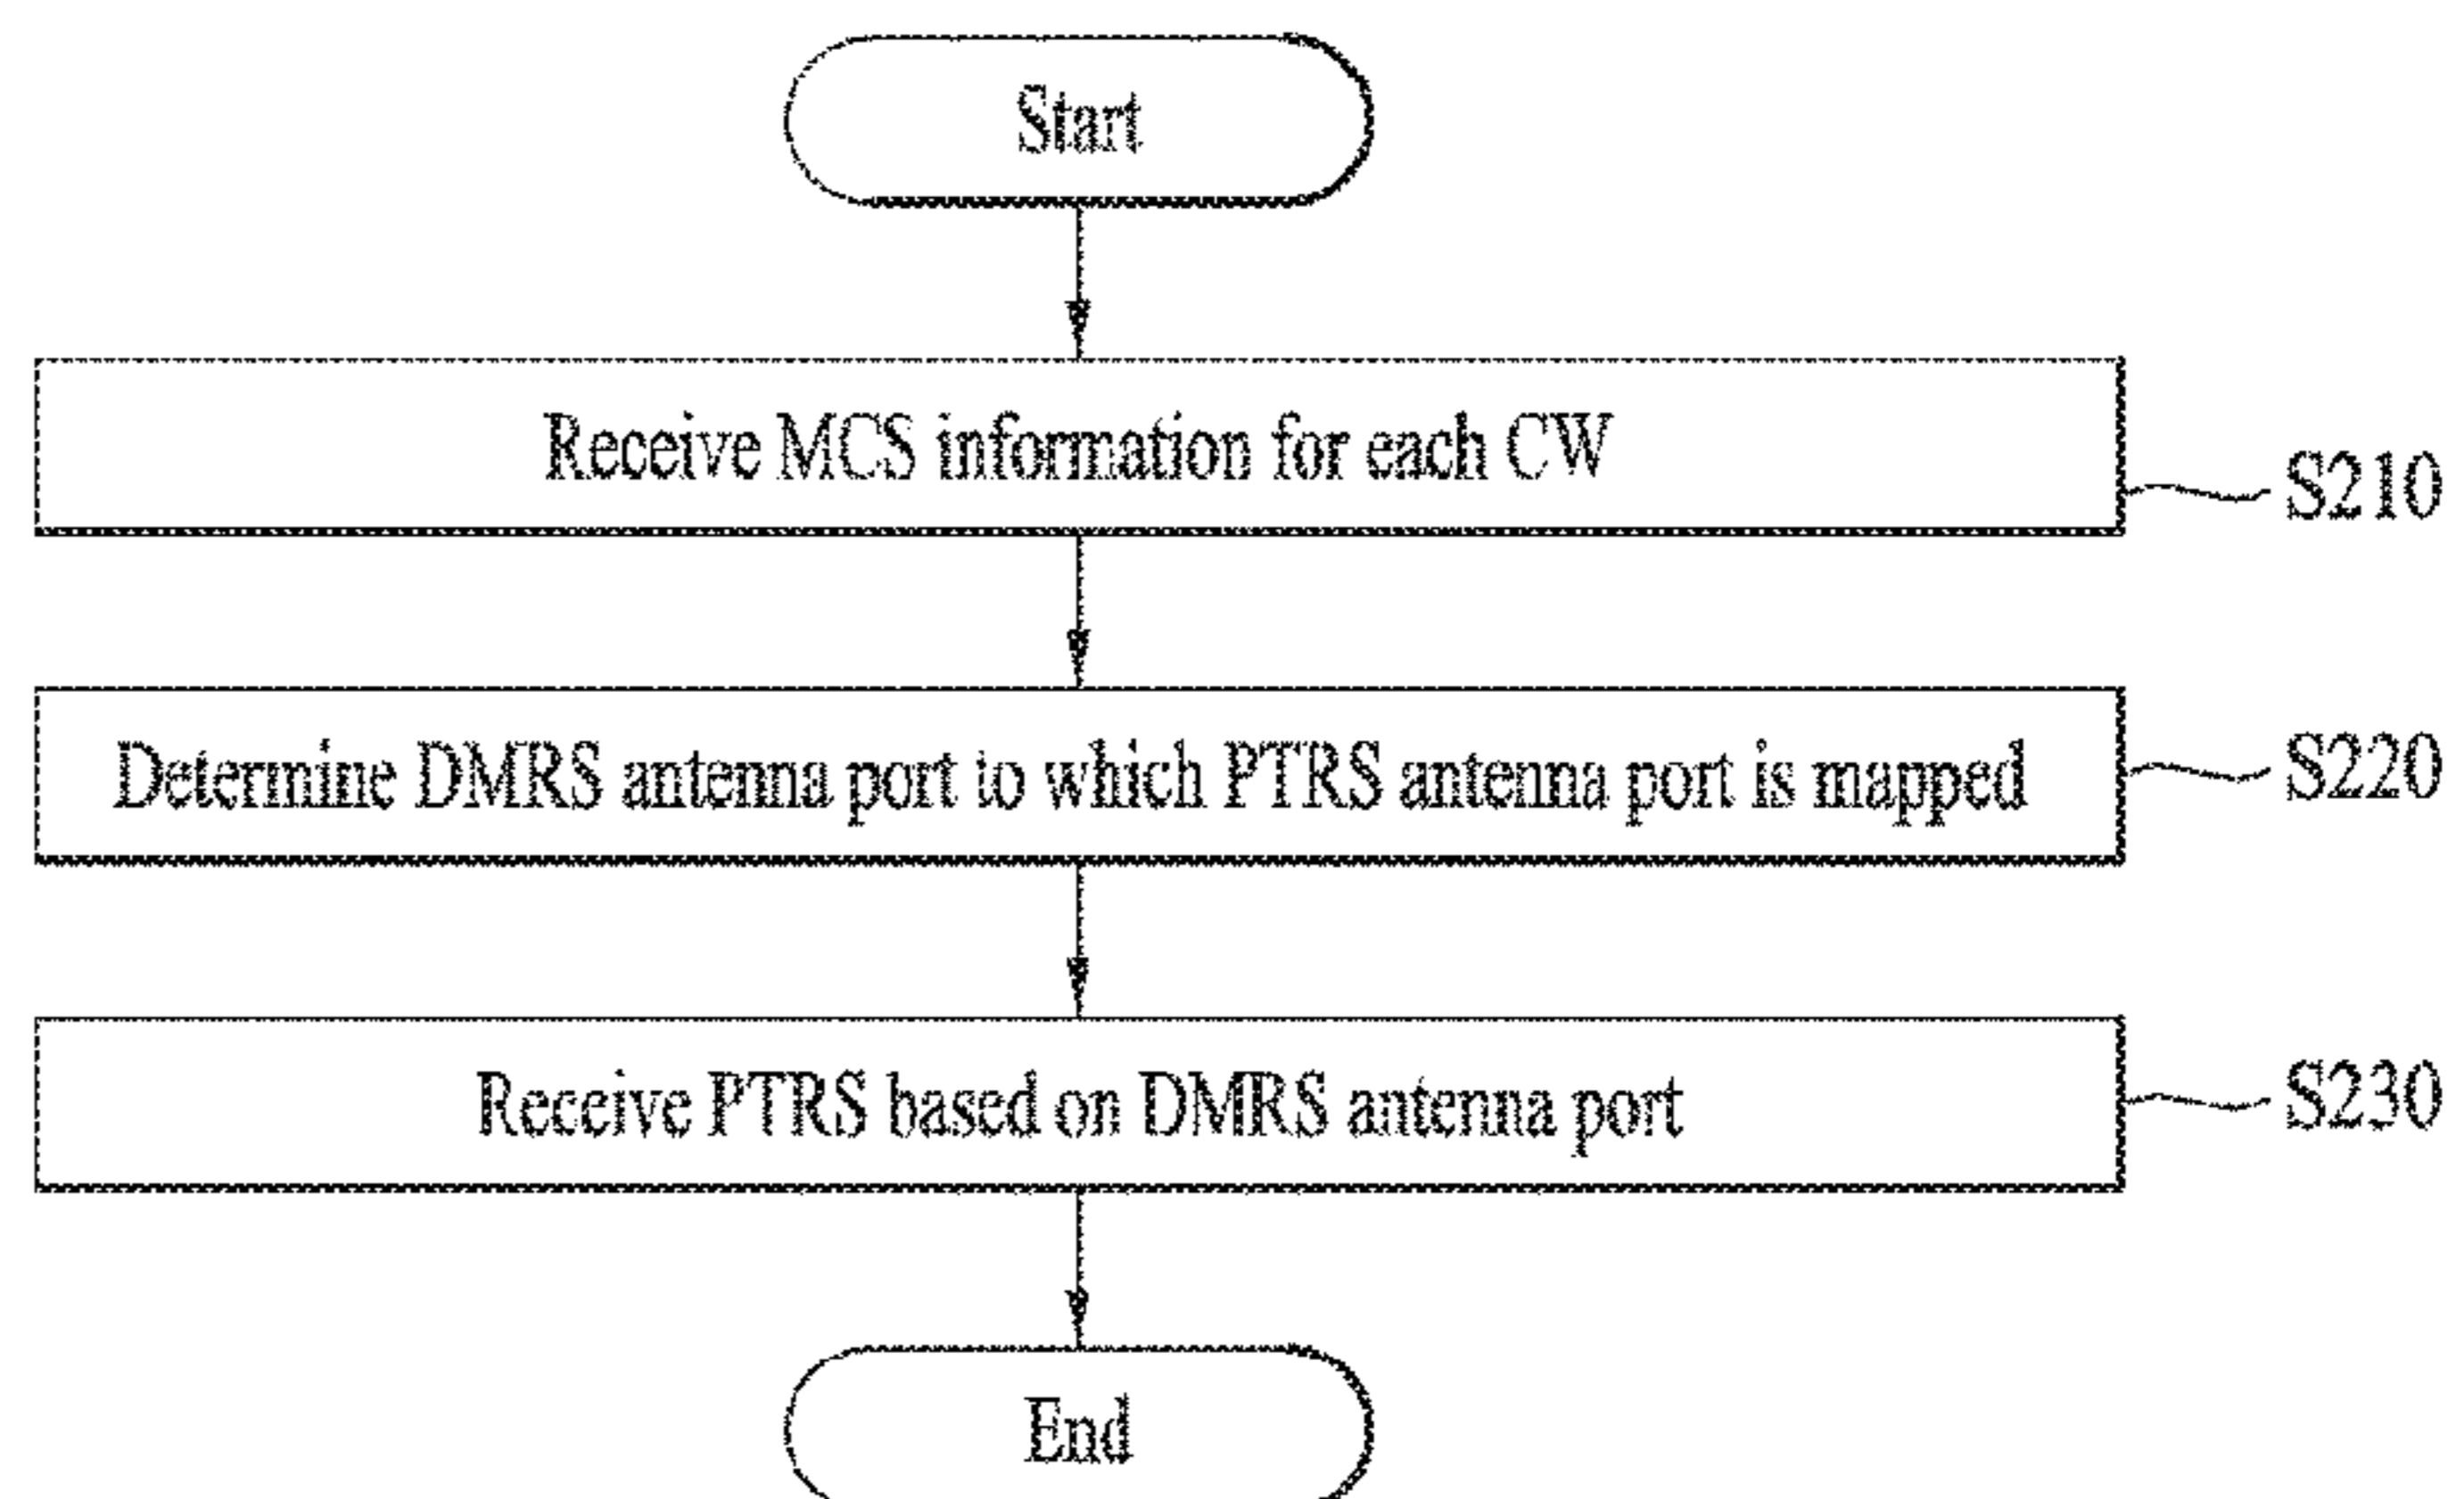 Start
Receive MCS information for each CW
S210
Determine DMRS antenna port to which PTRS antenna port is mapped
S220
Receive PTRS based on DMRS antenna port
S230
End